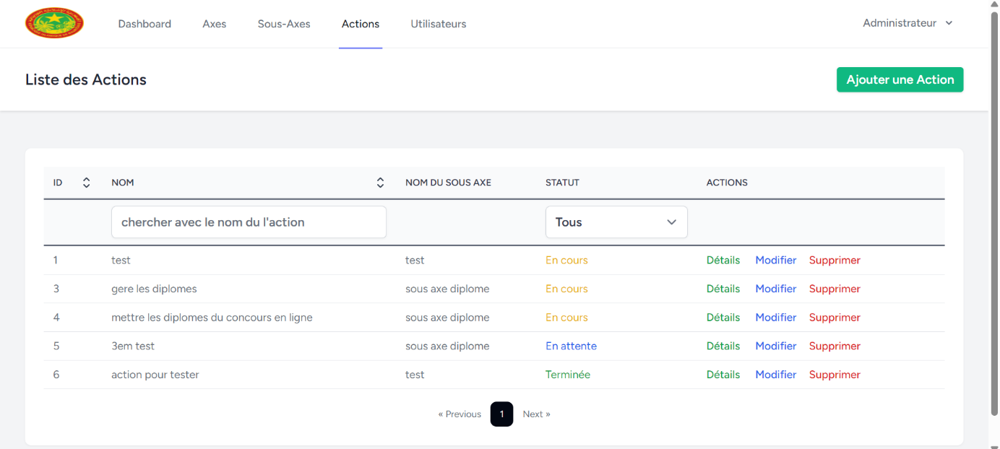 Dashboard Axes Sous-Axes Actions Utilisateurs Administrateur
Liste des Actions Ajouter une Action
ID NOM NOM DU SOUS AXE STATUT ACTIONS
chercher avec le nom du l'action Tous
1 test test En cours Détails Modifier Supprimer
3 gere les diplomes sous axe diplome En cours Détails Modifier Supprimer
4 mettre les diplomes du concours en ligne sous axe diplome En cours Détails Modifier Supprimer
5 3em test sous axe diplome En attente Détails Modifier Supprimer
6 action pour tester test Terminée Détails Modifier Supprimer
« Previous 1 Next »